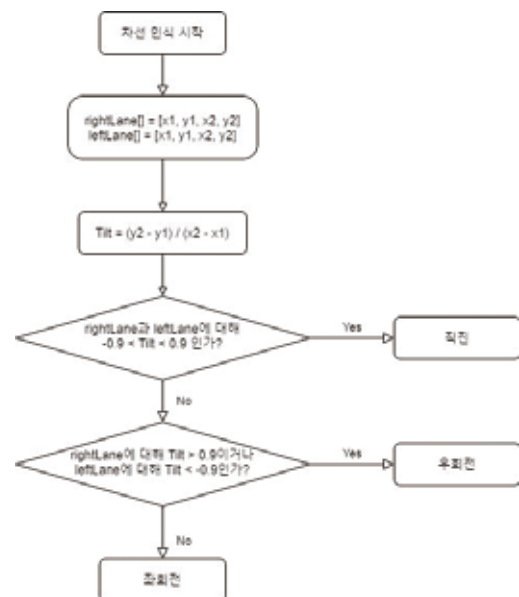 차선 인식 시작
rightLane[] = [x1, y1, x2, y2]
leftLane[] = [x1, y1, x2, y2]
Tilt = (y2 - y1) / (x2 - x1)
rightLane과 leftLane에 대해
-0.9 < Tilt < 0.9 인가?
Yes
직진
No
rightLane에 대해 Tilt > 0.9이거나
leftLane에 대해 Tilt < -0.9인가?
Yes
우회전
No
좌회전